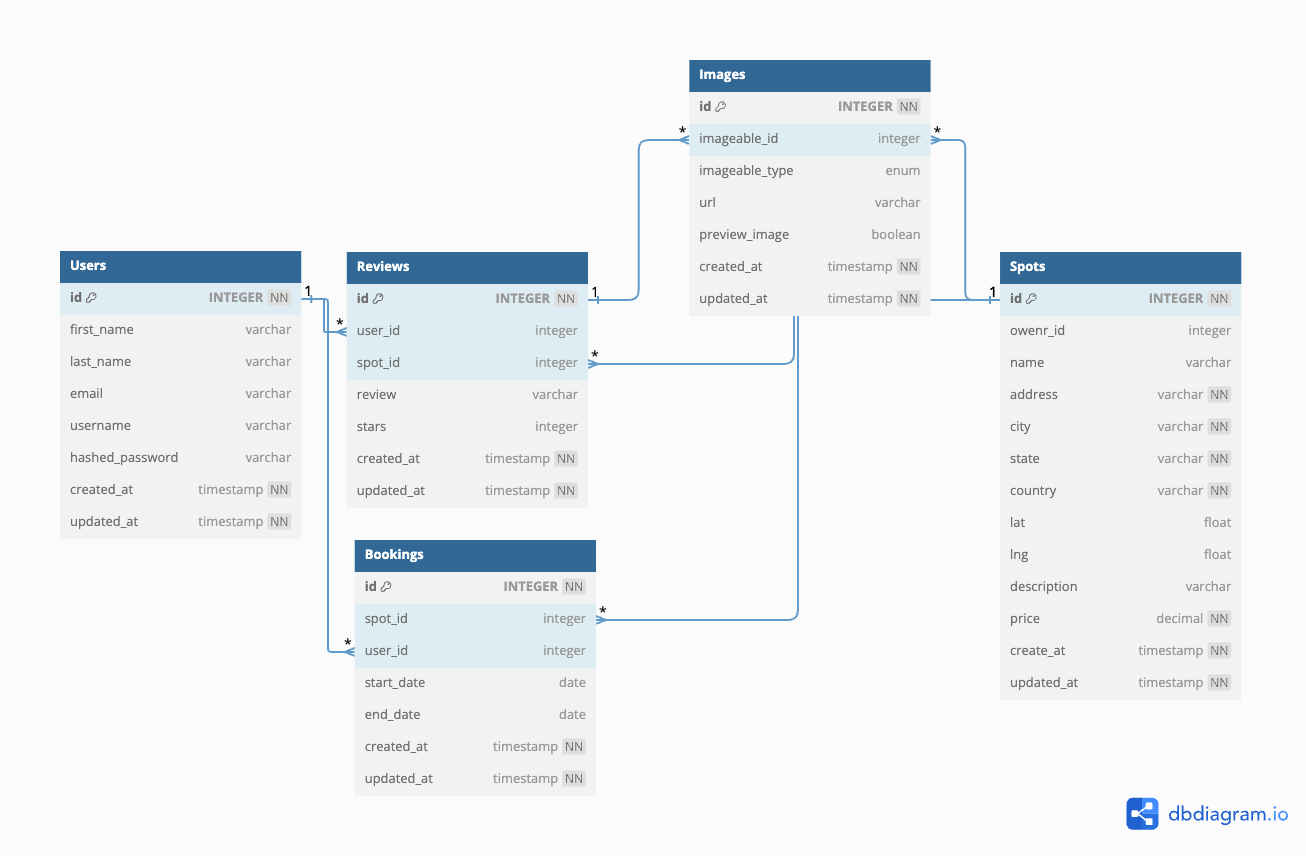 Images
id INTEGER NN
imageable_id integer
imageable_type enum
url varchar
preview_image boolean
created_at timestamp NN
updated_at timestamp NN
* *
Users
id INTEGER NN
first_name varchar
last_name varchar
email varchar
username varchar
hashed_password varchar
created_at timestamp NN
updated_at timestamp NN
1
*
*
Reviews
id INTEGER NN
user_id integer
spot_id integer
review varchar
stars integer
created_at timestamp NN
updated_at timestamp NN
1
*
Bookings
id INTEGER NN
spot_id integer
user_id integer
start_date date
end_date date
created_at timestamp NN
updated_at timestamp NN
*
1
Spots
id INTEGER NN
owenr_id integer
name varchar
address varchar NN
city varchar NN
state varchar NN
country varchar NN
lat float
lng float
description varchar
price decimal NN
create_at timestamp NN
updated_at timestamp NN
dbdiagram.io